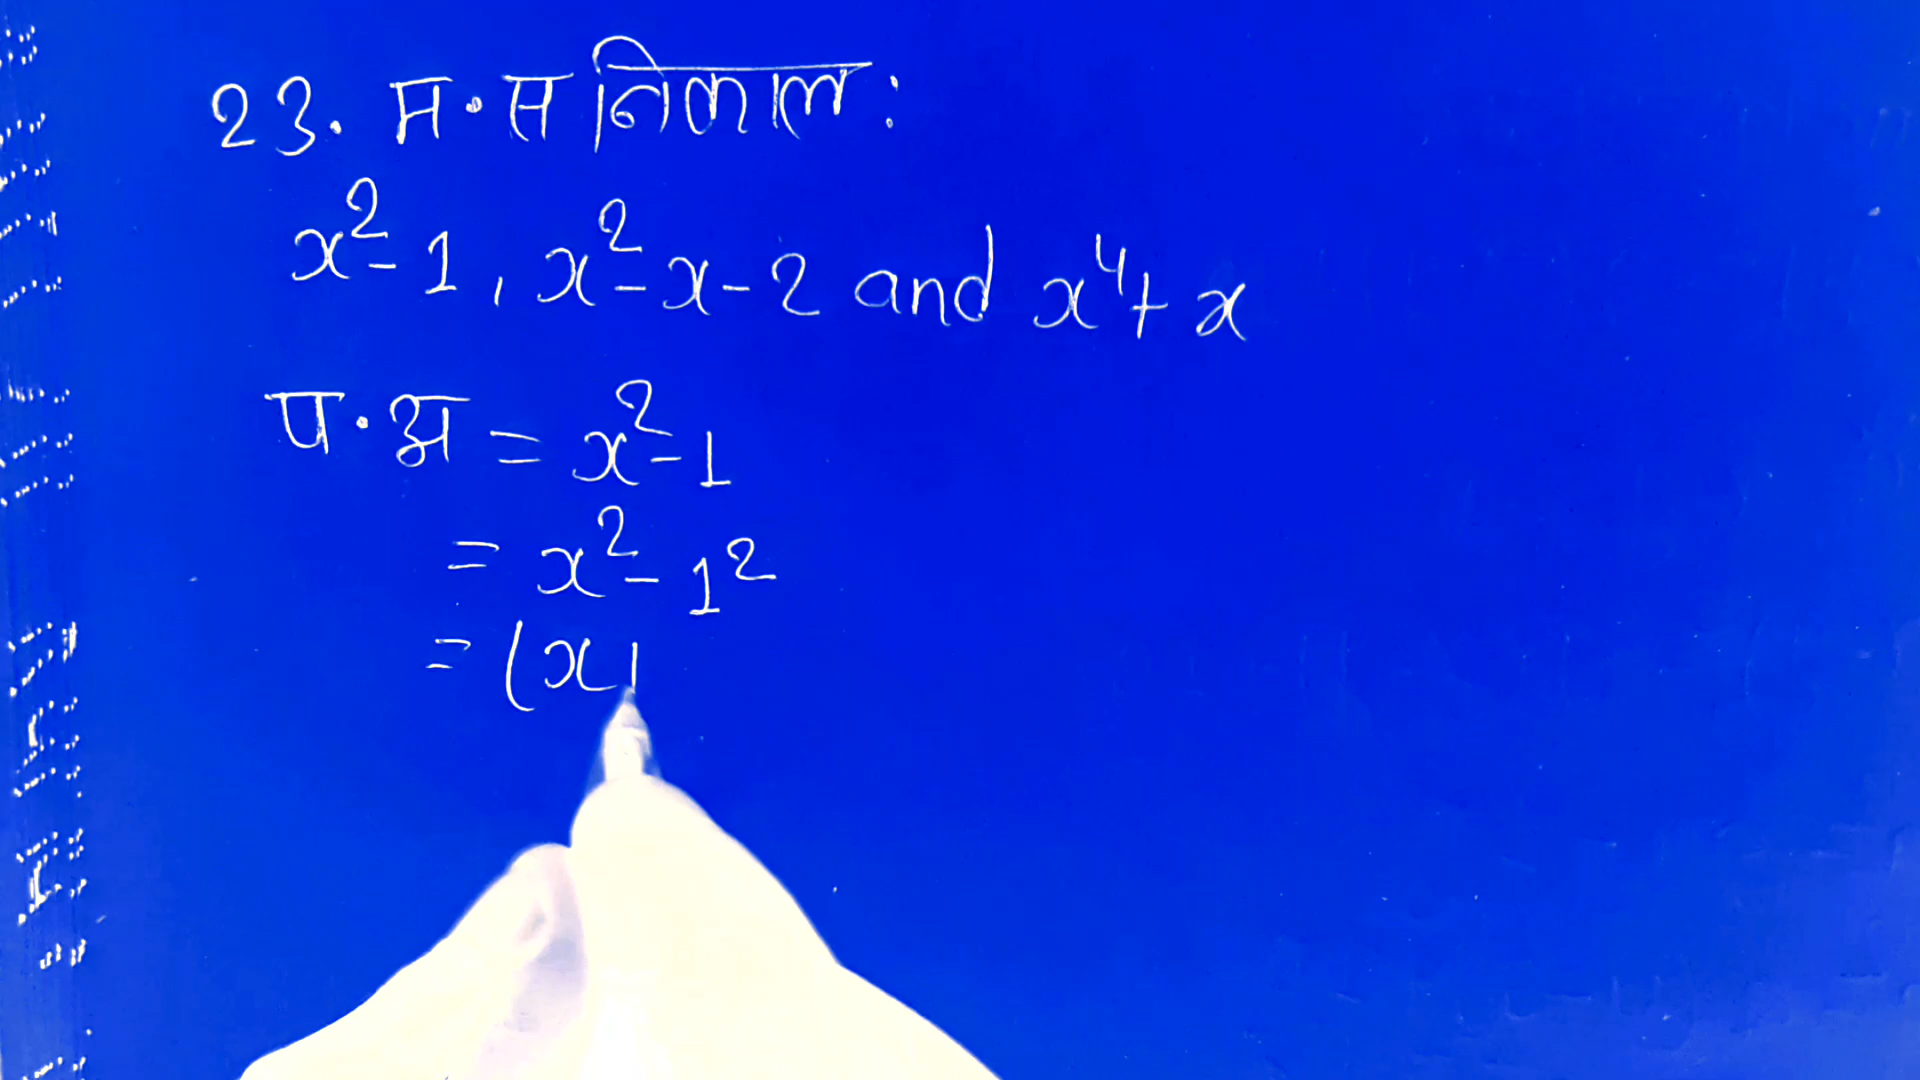 23. म.स निकाल:
x²-1, x²-x-2 and x⁴+x
प.अ = x²-1
= x²-1²
= (x